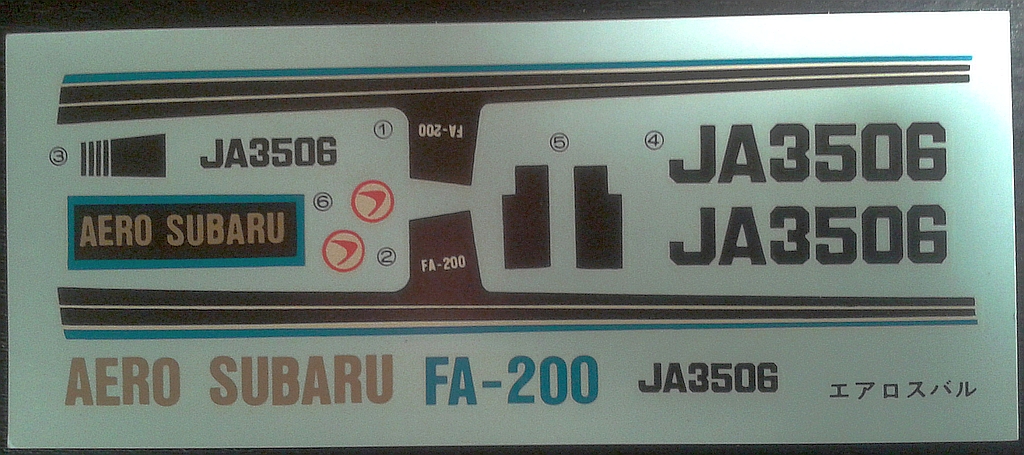 ① FA-200
③ JA3506
⑤
④ JA3506
AERO SUBARU
⑥
② FA-200
JA3506
AERO SUBARU FA-200 JA3506 エアロスバル